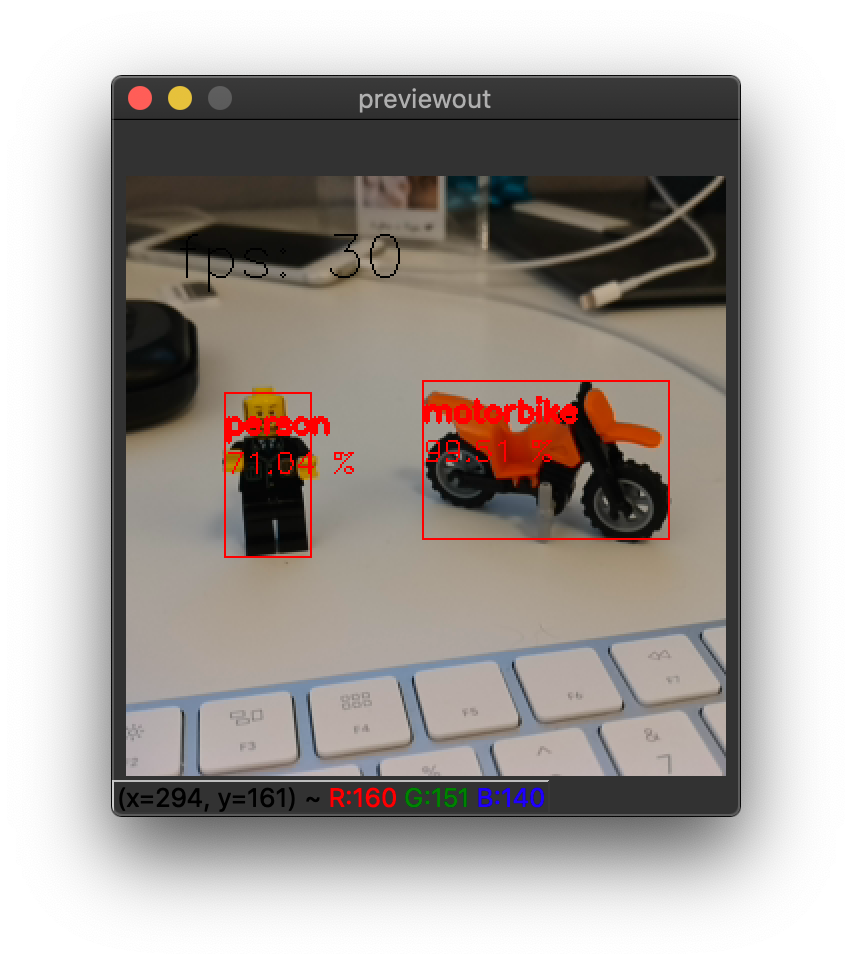 previewout
fps: 30
person
71.04 %
motorbike
99.51 %
F2
F3
F4
F5
F6
F7
%
^
&
7
(x=294, y=161) ~ R:160 G:151 B:140